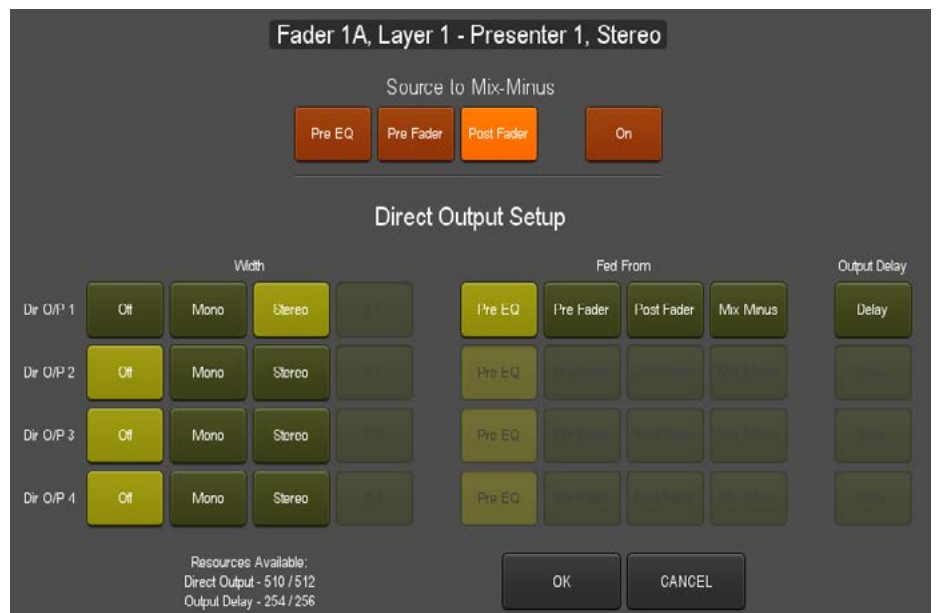 Fader 1A, Layer 1 - Presenter 1, Stereo
Source to Mix-Minus
Pre EQ Pre Fader Post Fader On
Direct Output Setup
Width Fed From Output Delay
Dir O/P 1 Off Mono Stereo Pre EQ Pre Fader Post Fader Mix Minus Delay
Dir O/P 2 Off Mono Stereo Pre EQ
Dir O/P 3 Off Mono Stereo Pre EQ
Dir O/P 4 Off Mono Stereo Pre EQ
Resources Available:
Direct Output - 510 / 512
Output Delay - 254 / 256
OK CANCEL